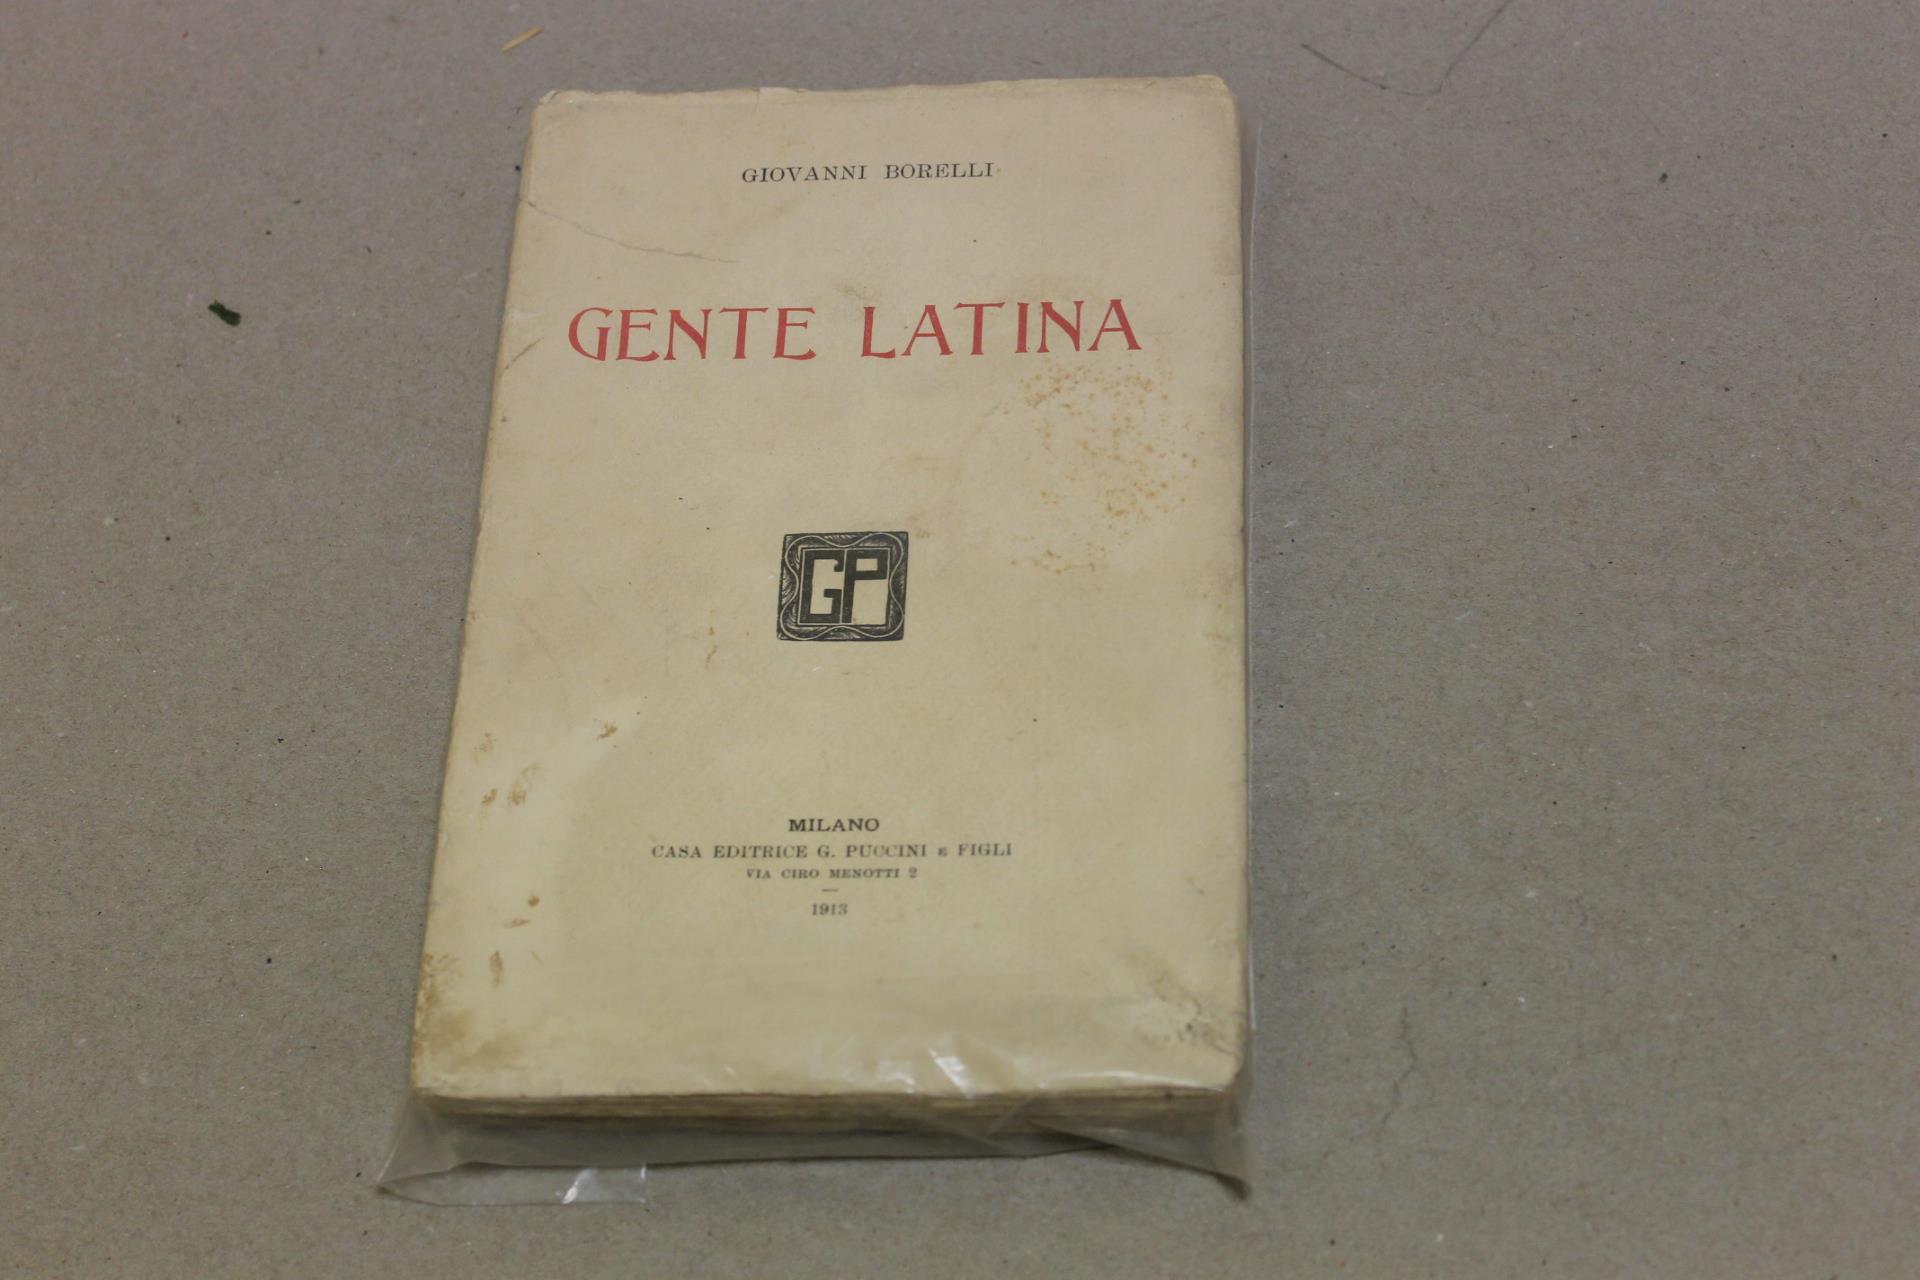 GIOVANNI BORELLI
GENTE LATINA
GP
MILANO
CASA EDITRICE G. PUCCINI E FIGLI
VIA CIRO MENOTTI 2
1913